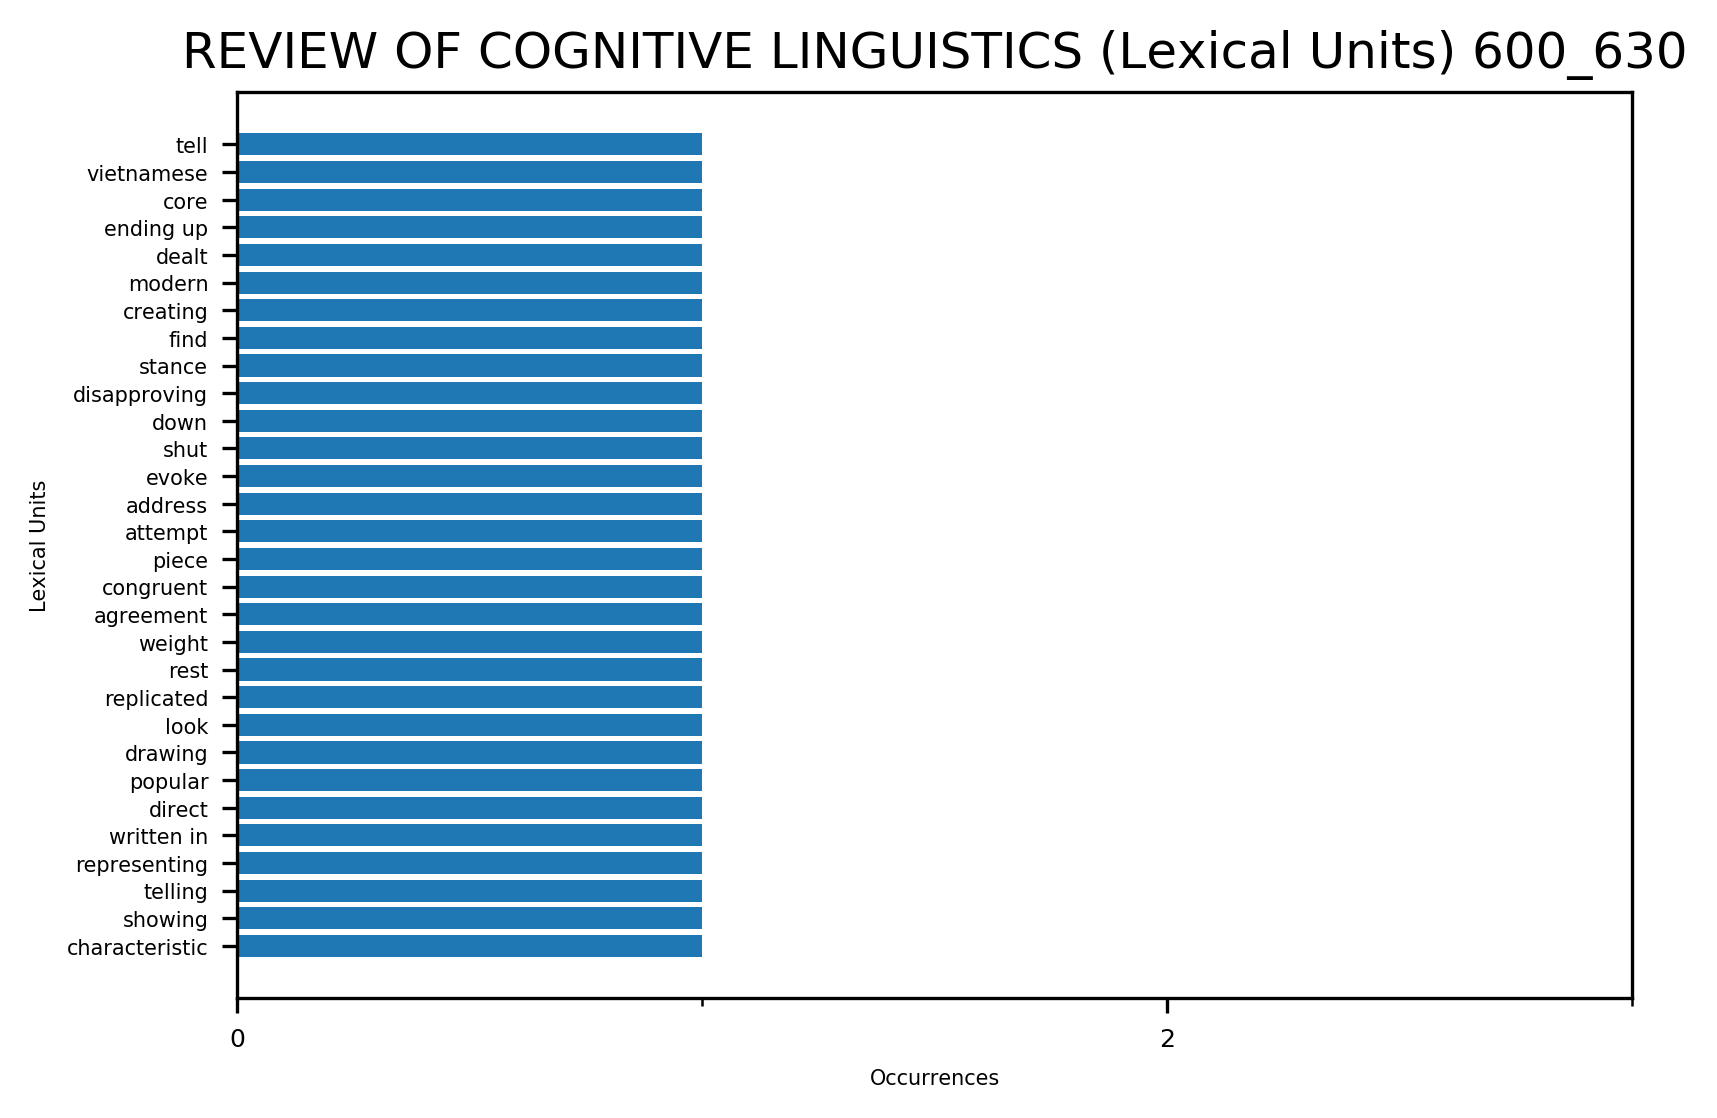 REVIEW OF COGNITIVE LINGUISTICS (Lexical Units) 600_630
tell
vietnamese
core
ending up
dealt
modern
creating
find
stance
disapproving
down
shut
evoke
address
attempt
piece
congruent
agreement
weight
rest
replicated
look
drawing
popular
direct
written in
representing
telling
showing
characteristic
Lexical Units
0
2
Occurrences